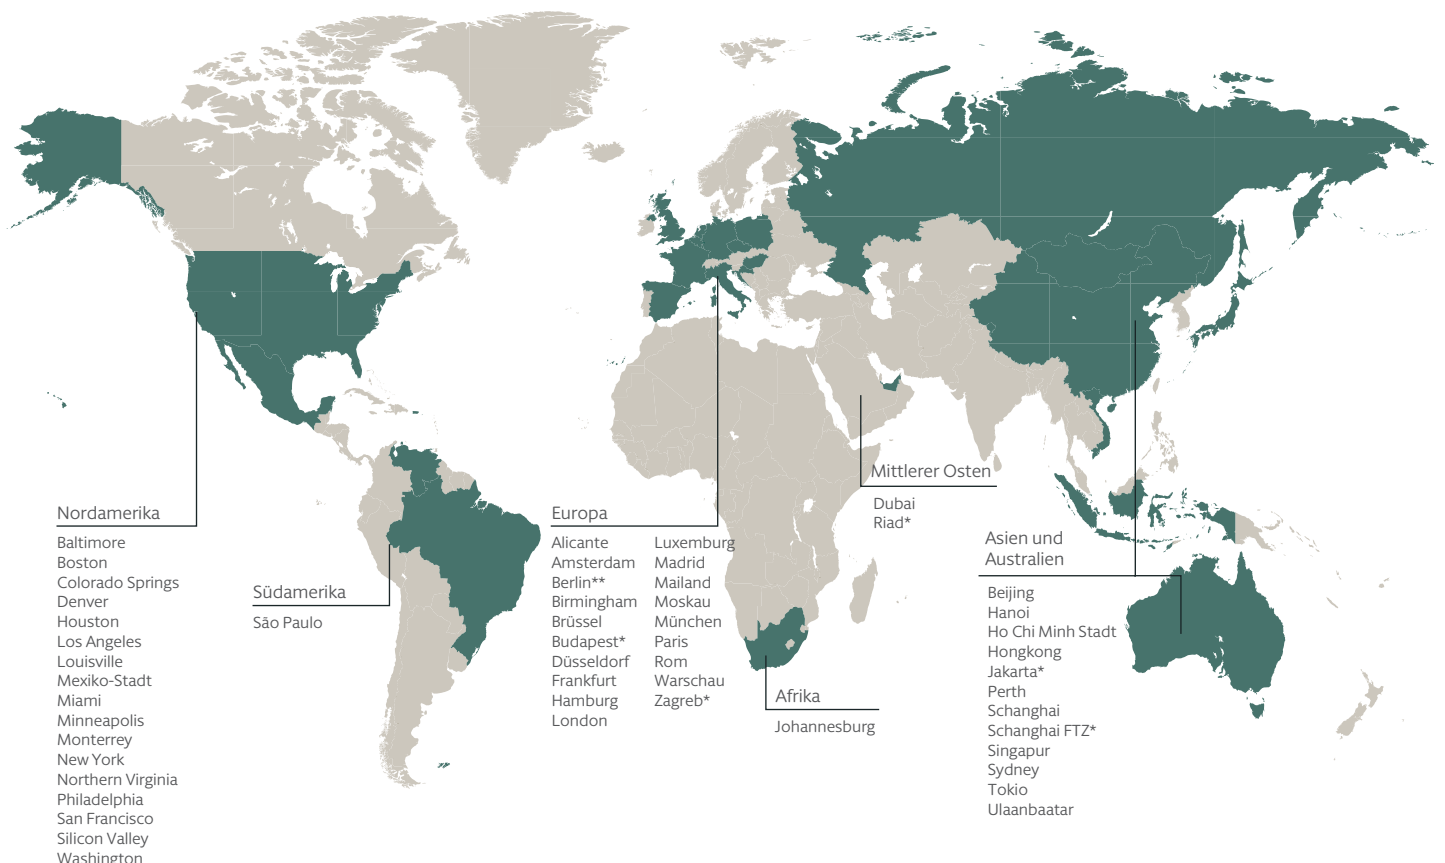 Nordamerika
Baltimore
Boston
Colorado Springs
Denver
Houston
Los Angeles
Louisville
Mexiko-Stadt
Miami
Minneapolis
Monterrey
New York
Northern Virginia
Philadelphia
San Francisco
Silicon Valley
Washington
Südamerika
São Paulo
Europa
Alicante
Amsterdam
Berlin**
Birmingham
Brüssel
Budapest*
Düsseldorf
Frankfurt
Hamburg
London
Luxemburg
Madrid
Mailand
Moskau
München
Paris
Rom
Warschau
Zagreb*
Afrika
Johannesburg
Mittlerer Osten
Dubai
Riad*
Asien und
Australien
Beijing
Hanoi
Ho Chi Minh Stadt
Hongkong
Jakarta*
Perth
Schanghai
Schanghai FTZ*
Singapur
Sydney
Tokio
Ulaanbaatar